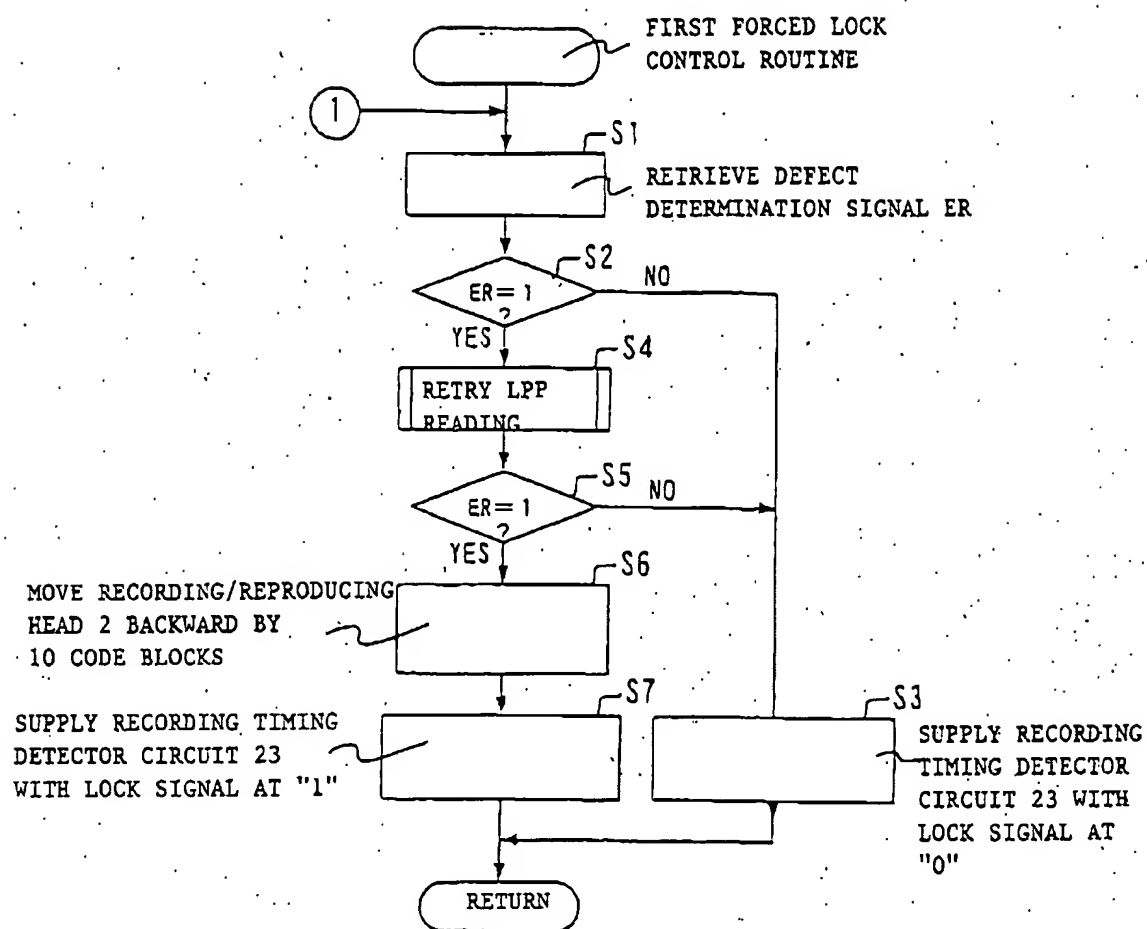 FIRST FORCED LOCK
CONTROL ROUTINE
1
S1
RETRIEVE DEFECT
DETERMINATION SIGNAL ER
S2
ER=1
?
NO
YES
S4
RETRY LPP
READING
S5
ER=1
?
NO
YES
S6
MOVE RECORDING/REPRODUCING
HEAD 2 BACKWARD BY
10 CODE BLOCKS
S7
SUPPLY RECORDING TIMING
DETECTOR CIRCUIT 23
WITH LOCK SIGNAL AT "1"
S3
SUPPLY RECORDING
TIMING DETECTOR
CIRCUIT 23 WITH
LOCK SIGNAL AT
"0"
RETURN